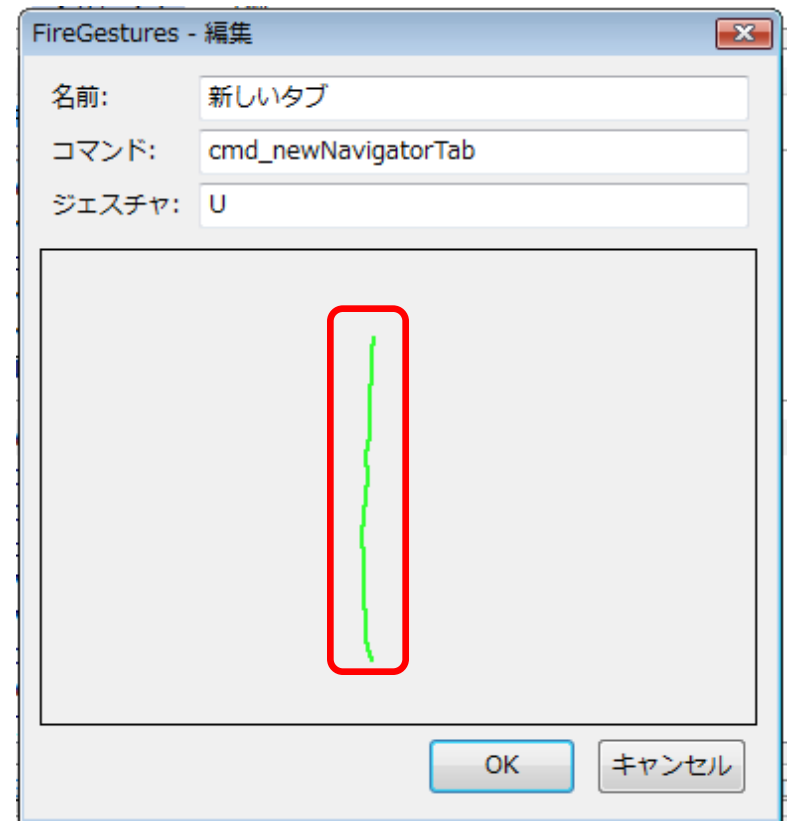 FireGestures - 編集
名前: 新しいタブ
コマンド: cmd_newNavigatorTab
ジェスチャ: U
OK キャンセル